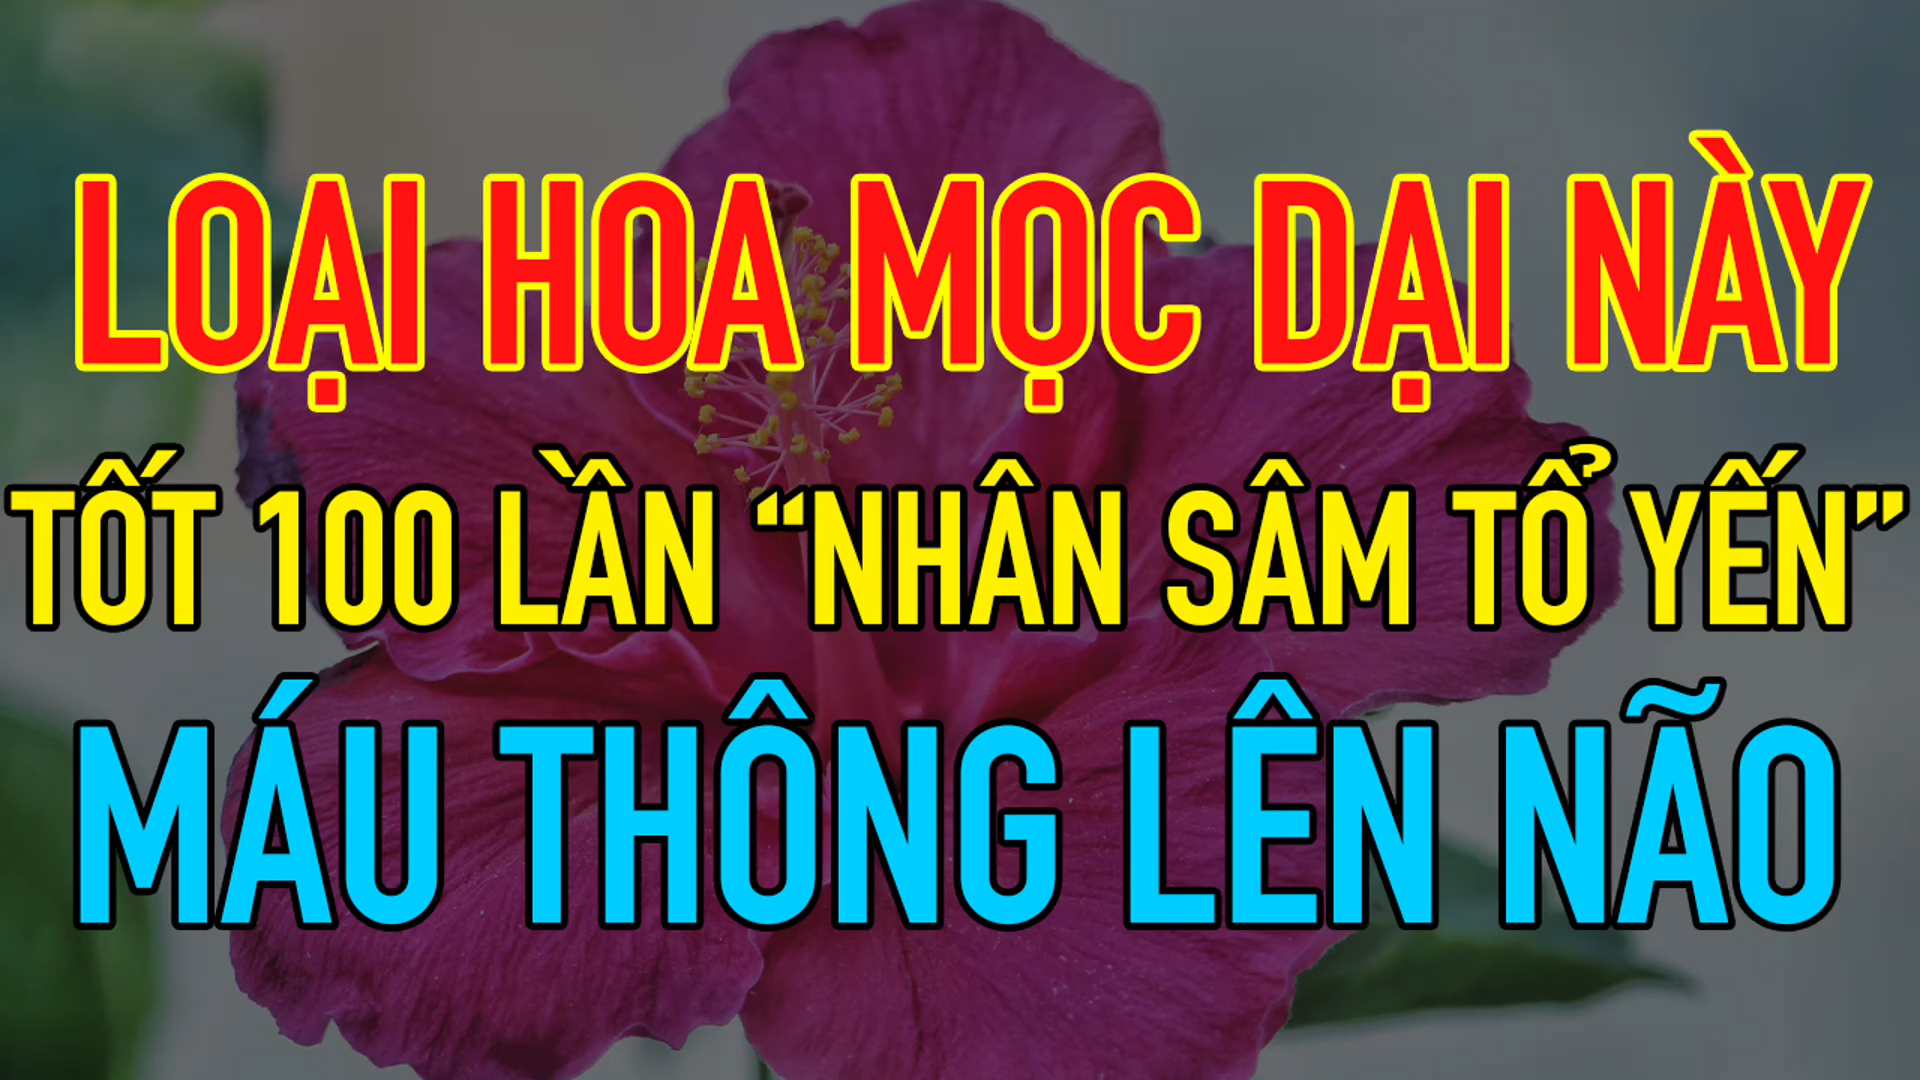 LOẠI HOA MỌC DẠI NÀY
TỐT 100 LẦN “NHÂN SÂM TỔ YẾN”
MÁU THÔNG LÊN NÃO